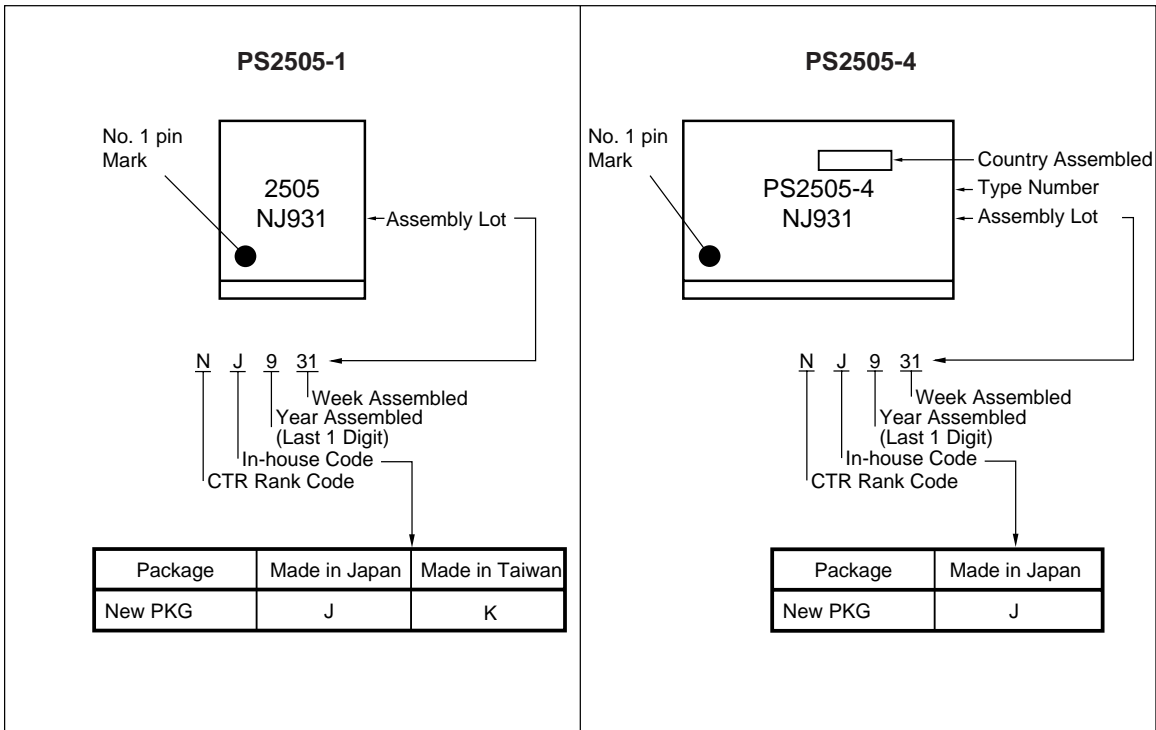 PS2505-1
No. 1 pin
Mark
2505
NJ931
Assembly Lot
N J 9 31
Week Assembled
Year Assembled
(Last 1 Digit)
In-house Code
CTR Rank Code
Package Made in Japan Made in Taiwan
New PKG J K
PS2505-4
No. 1 pin
Mark
Country Assembled
PS2505-4
Type Number
NJ931
Assembly Lot
N J 9 31
Week Assembled
Year Assembled
(Last 1 Digit)
In-house Code
CTR Rank Code
Package Made in Japan
New PKG J